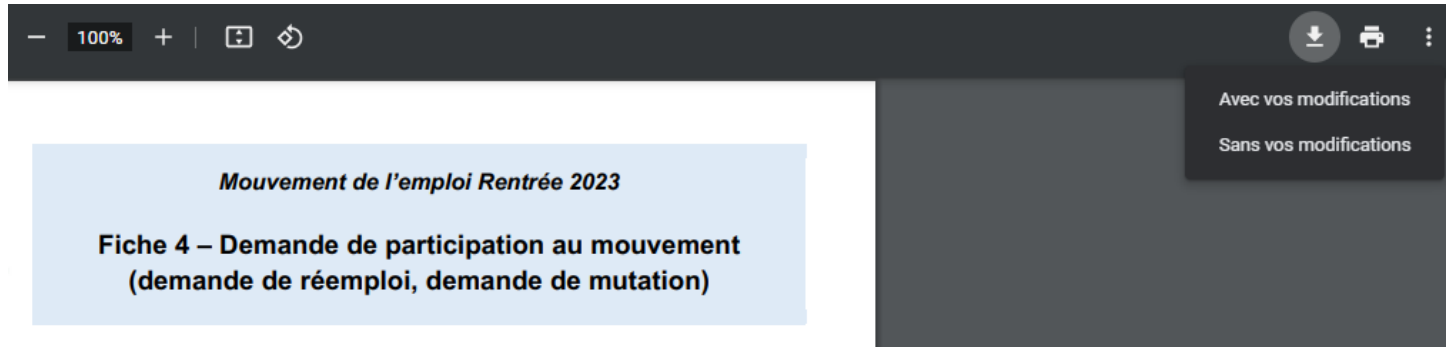 100%
Avec vos modifications
Sans vos modifications
Mouvement de l'emploi Rentrée 2023
Fiche 4 – Demande de participation au mouvement
(demande de réemploi, demande de mutation)